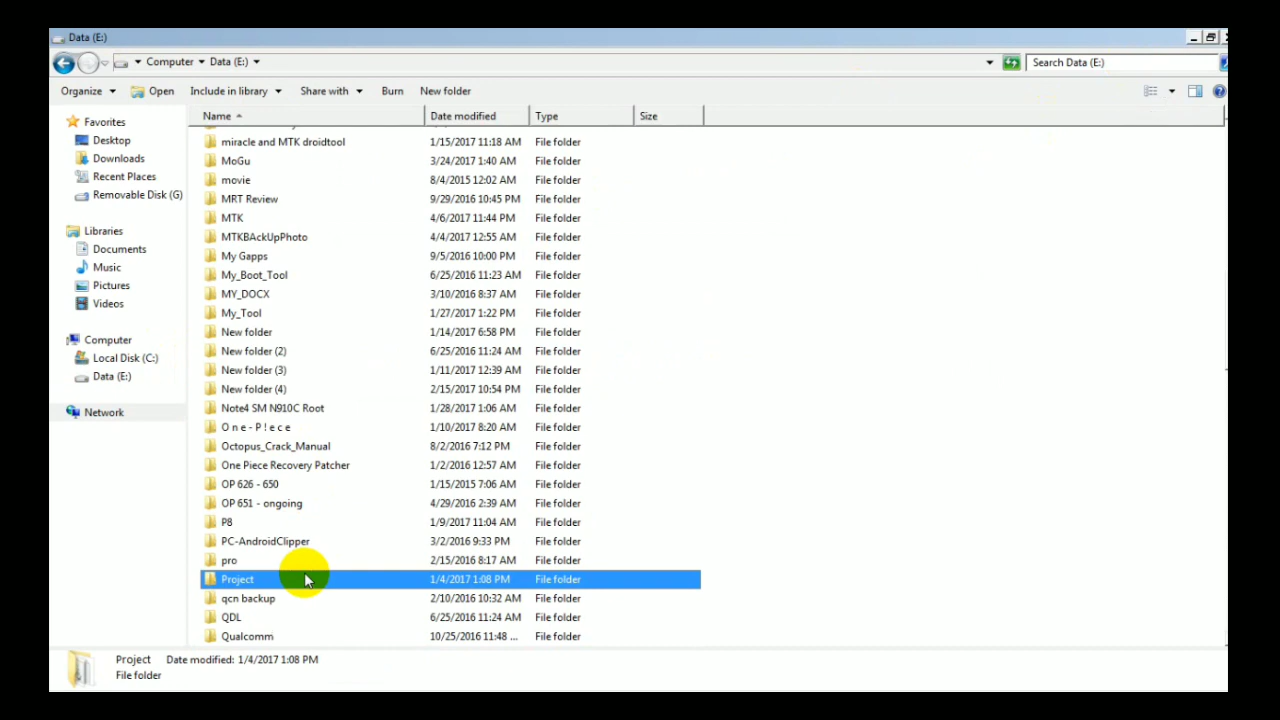 Data (E:)
Computer Data (E:) Search Data (E:)
Organize Open Include in library Share with Burn New folder
Name Date modified Type Size
Favorites
Desktop
Downloads
Recent Places
Removable Disk (G)
Libraries
Documents
Music
Pictures
Videos
Computer
Local Disk (C:)
Data (E:)
Network
miracle and MTK droidtool 1/15/2017 11:18 AM File folder
MoGu 3/24/2017 1:40 AM File folder
movie 8/4/2015 12:02 AM File folder
MRT Review 9/29/2016 10:45 PM File folder
MTK 4/6/2017 11:44 PM File folder
MTKBAckUpPhoto 4/4/2017 12:55 AM File folder
My Gapps 9/5/2016 10:00 PM File folder
My_Boot_Tool 6/25/2016 11:23 AM File folder
MY_DOCX 3/10/2016 8:37 AM File folder
My_Tool 1/27/2017 1:22 PM File folder
New folder 1/14/2017 6:58 PM File folder
New folder (2) 6/25/2016 11:24 AM File folder
New folder (3) 1/11/2017 12:39 AM File folder
New folder (4) 2/15/2017 10:54 PM File folder
Note4 SM N910C Root 1/28/2017 1:06 AM File folder
O n e - P ! e c e 1/10/2017 8:20 AM File folder
Octopus_Crack_Manual 8/2/2016 7:12 PM File folder
One Piece Recovery Patcher 1/2/2016 12:57 AM File folder
OP 626 - 650 1/15/2015 7:06 AM File folder
OP 651 - ongoing 4/29/2016 2:39 AM File folder
P8 1/9/2017 11:04 AM File folder
PC-AndroidClipper 3/2/2016 9:33 PM File folder
pro 2/15/2016 8:17 AM File folder
Project 1/4/2017 1:08 PM File folder
qcn backup 2/10/2016 10:32 AM File folder
QDL 6/25/2016 11:24 AM File folder
Qualcomm 10/25/2016 11:48 ... File folder
Project Date modified: 1/4/2017 1:08 PM
File folder